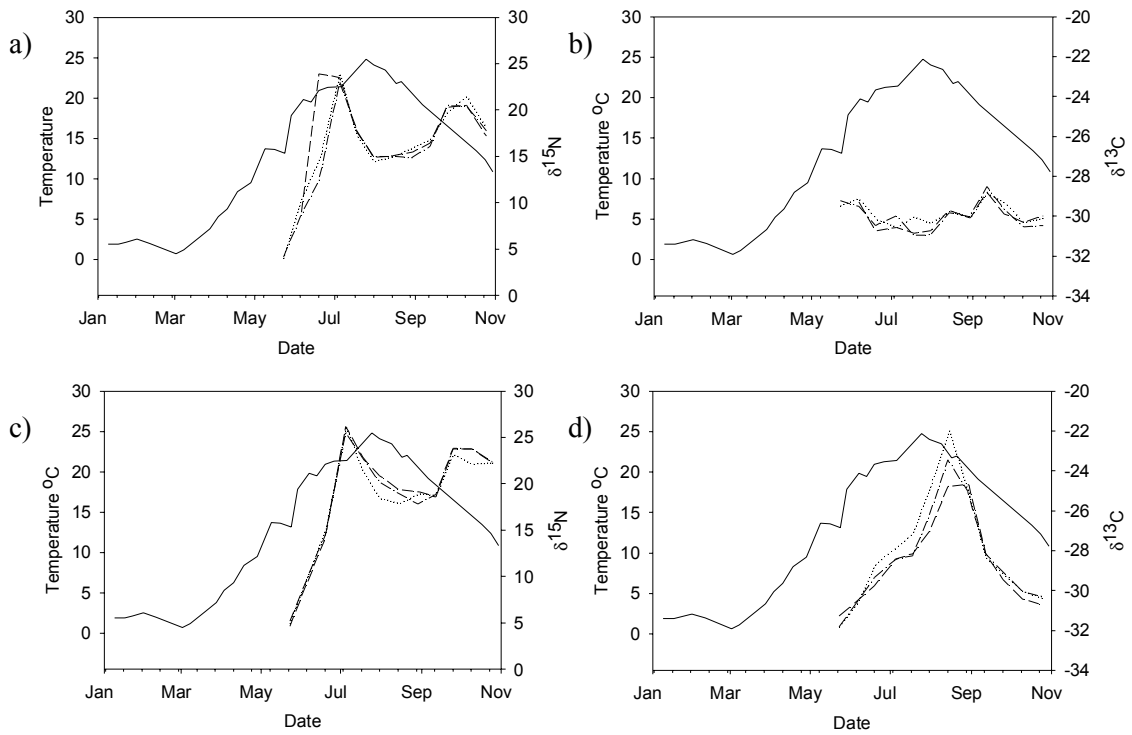 a)
30
25
20
15
10
5
0
Temperature
30
25
20
15
10
5
0
δ15N
Jan Mar May Jul Sep Nov
Date
b)
30
25
20
15
10
5
0
Temperature oC
-20
-22
-24
-26
-28
-30
-32
-34
δ13C
Jan Mar May Jul Sep Nov
Date
c)
30
25
20
15
10
5
0
Temperature oC
30
25
20
15
10
5
0
δ15N
Jan Mar May Jul Sep Nov
Date
d)
30
25
20
15
10
5
0
Temperature oC
-20
-22
-24
-26
-28
-30
-32
-34
δ13C
Jan Mar May Jul Sep Nov
Date